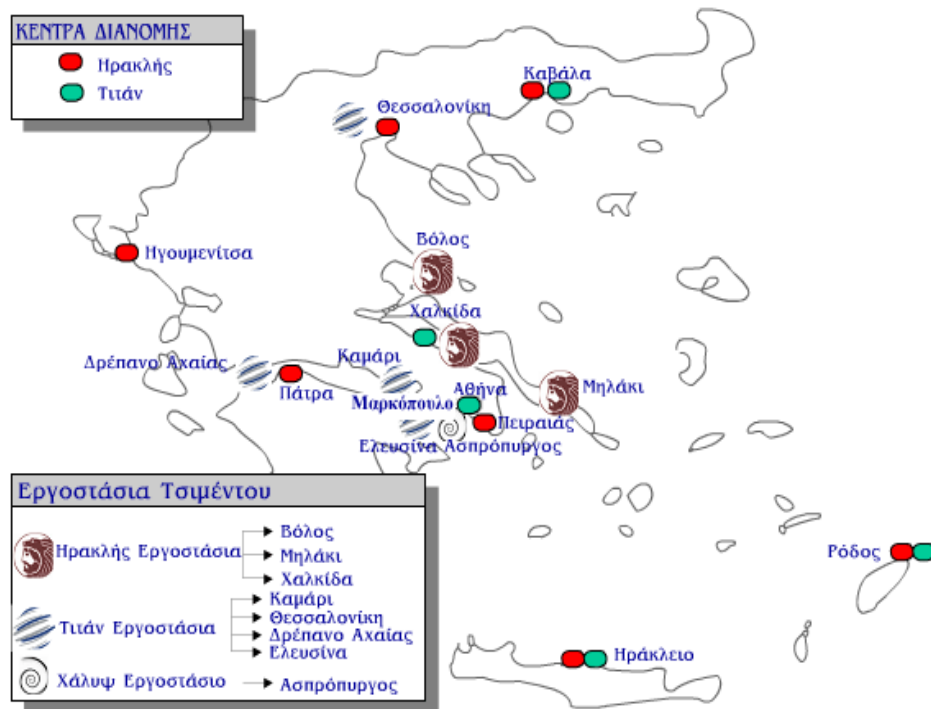 ΚΕΝΤΡΑ ΔΙΑΝΟΜΗΣ
Ηρακλής
Τιτάν
Καβάλα
Θεσσαλονίκη
Βόλος
Ηγουμενίτσα
Χαλκίδα
Δρέπανο Αχαίας
Καμάρι
Πάτρα
Αθήνα
Μηλάκι
Μαρκόπουλο
Πειραιάς
Ελευσίνα Ασπρόπυργος
Εργοστάσια Τσιμέντου
Ηρακλής Εργοστάσια
Βόλος
Μηλάκι
Χαλκίδα
Τιτάν Εργοστάσια
Καμάρι
Θεσσαλονίκη
Δρέπανο Αχαίας
Ελευσίνα
Χάλυψ Εργοστάσιο
Ασπρόπυργος
Ρόδος
Ηράκλειο